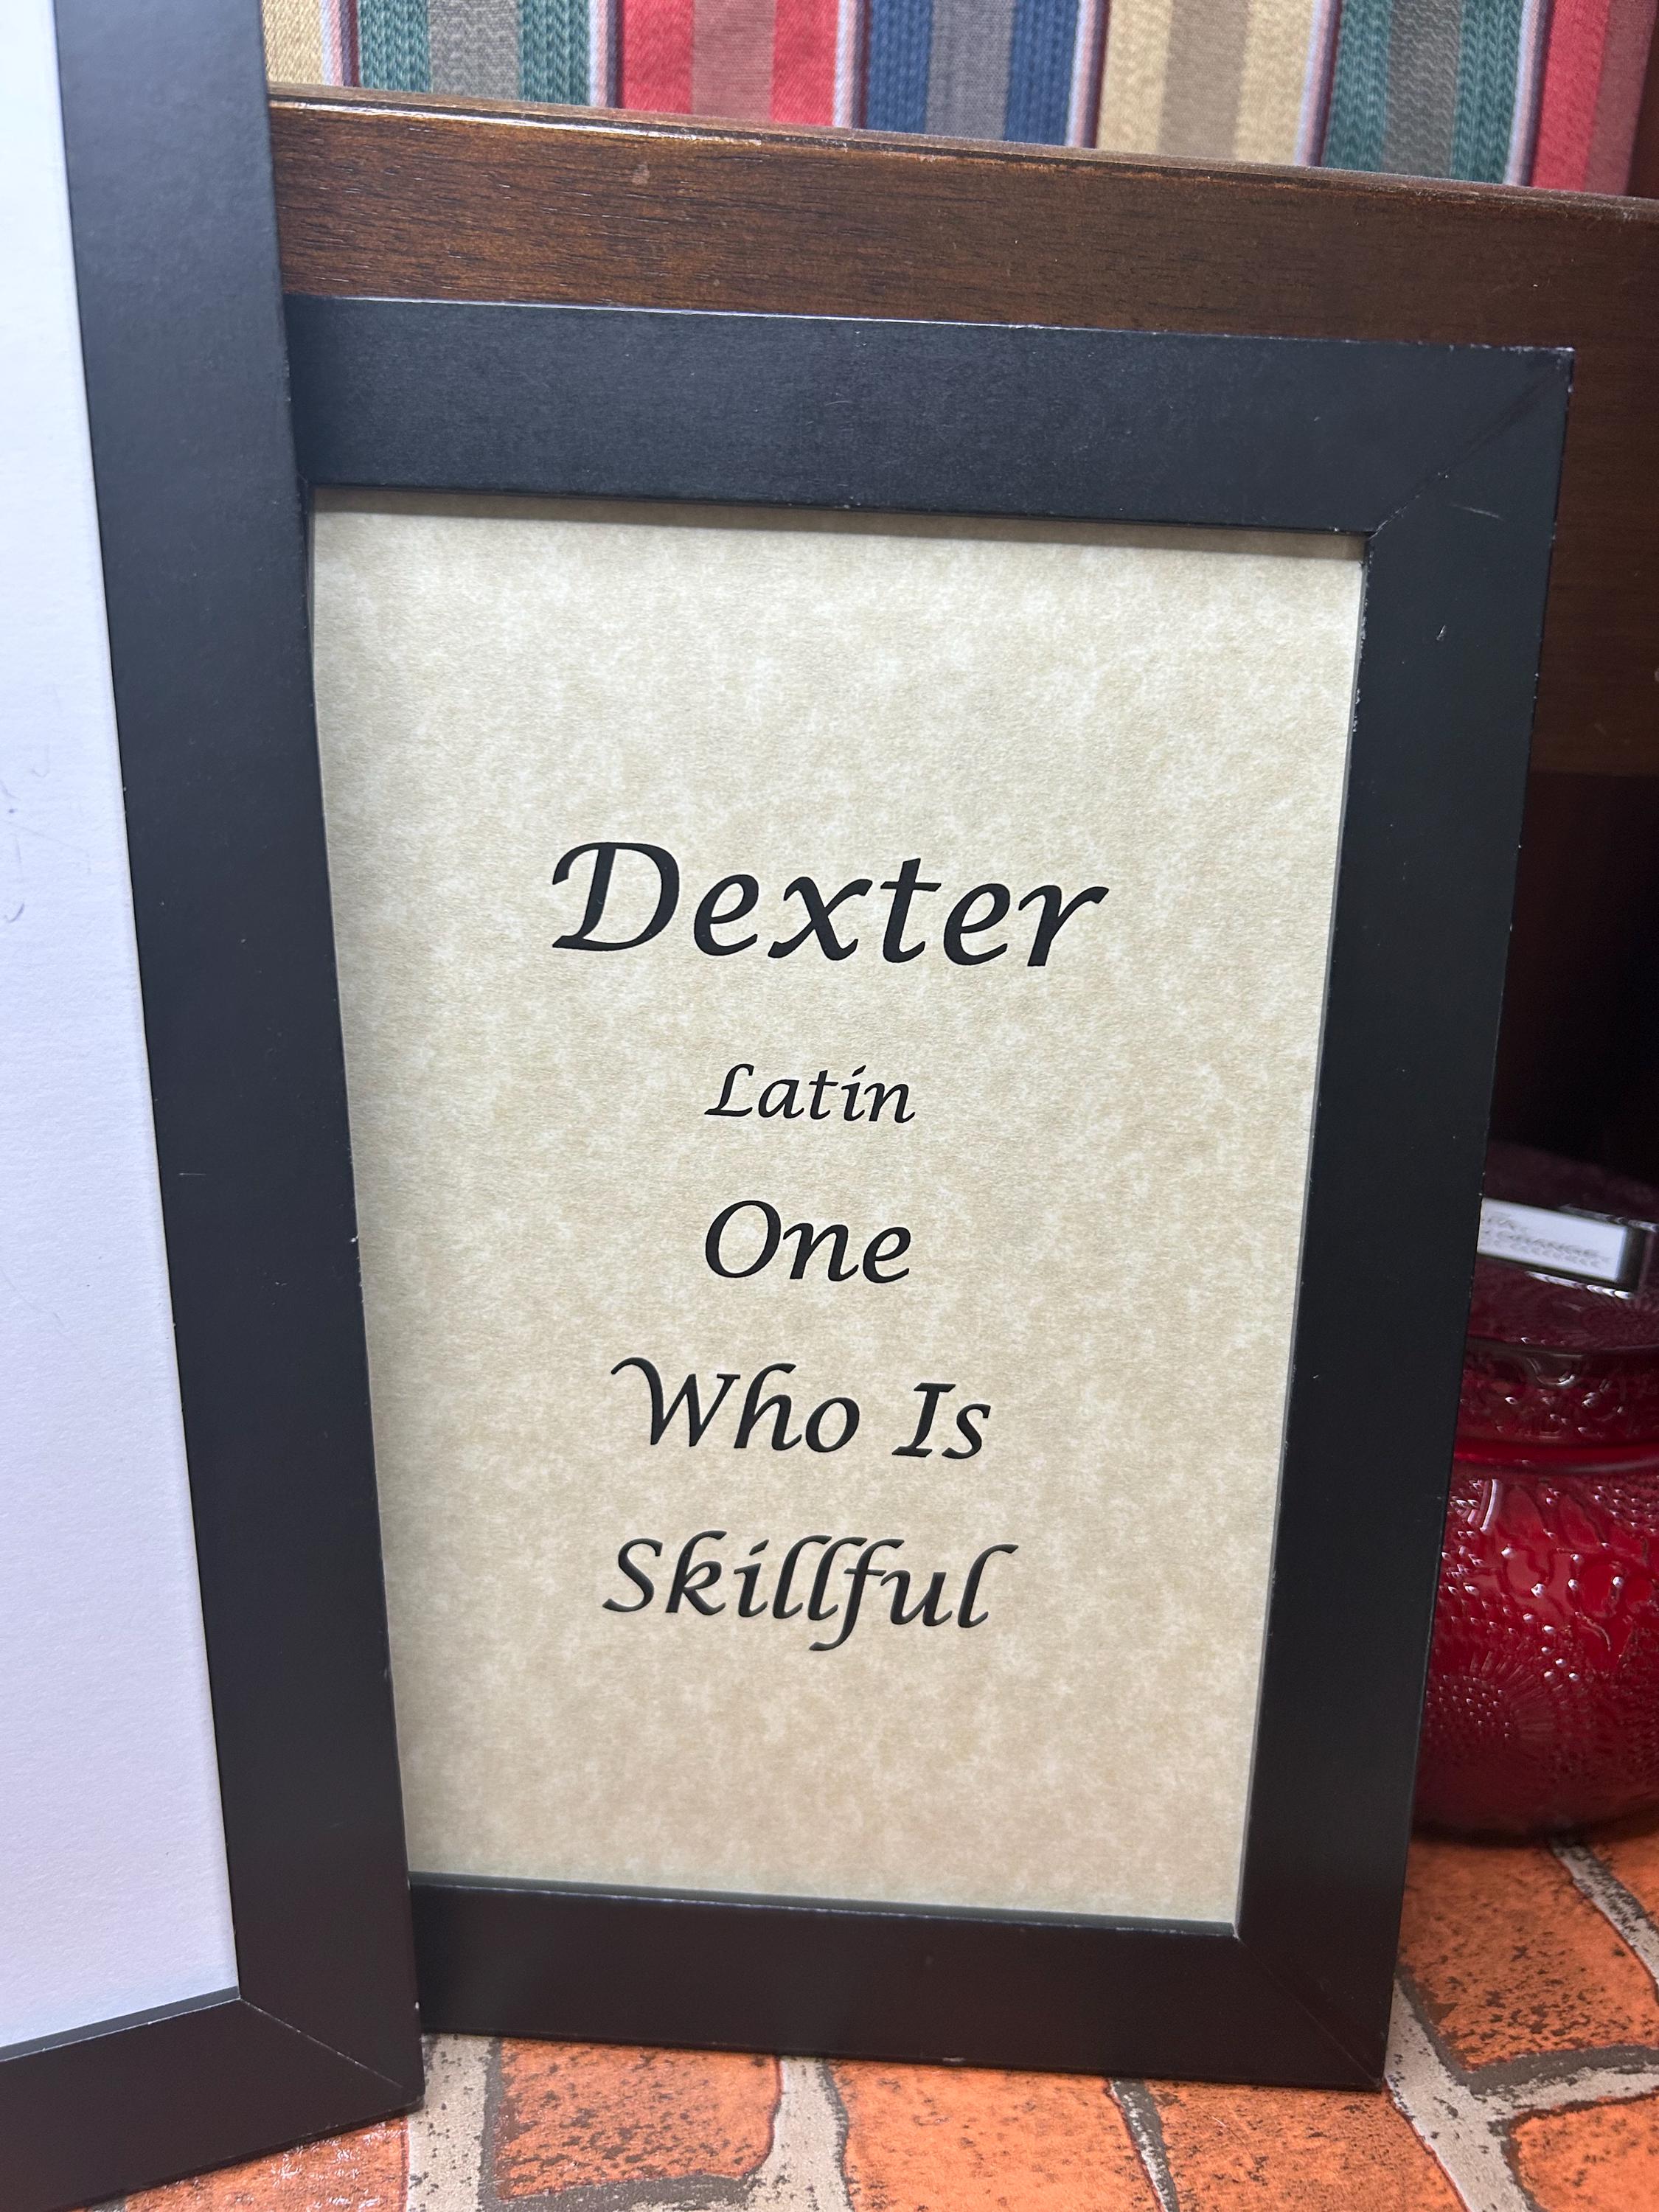 Dexter
Latin
One
Who Is
Skillful